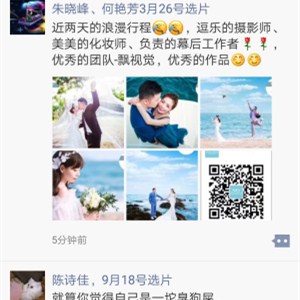 朱晓峰、何艳芳3月26号选片
近两天的浪漫行程，逗乐的摄影师、
美美的化妆师、负责的幕后工作者，
优秀的团队-飘视觉，优秀的作品
5分钟前
陈诗佳，9月18号选片
就算你觉得自己是一坨臭狗屎